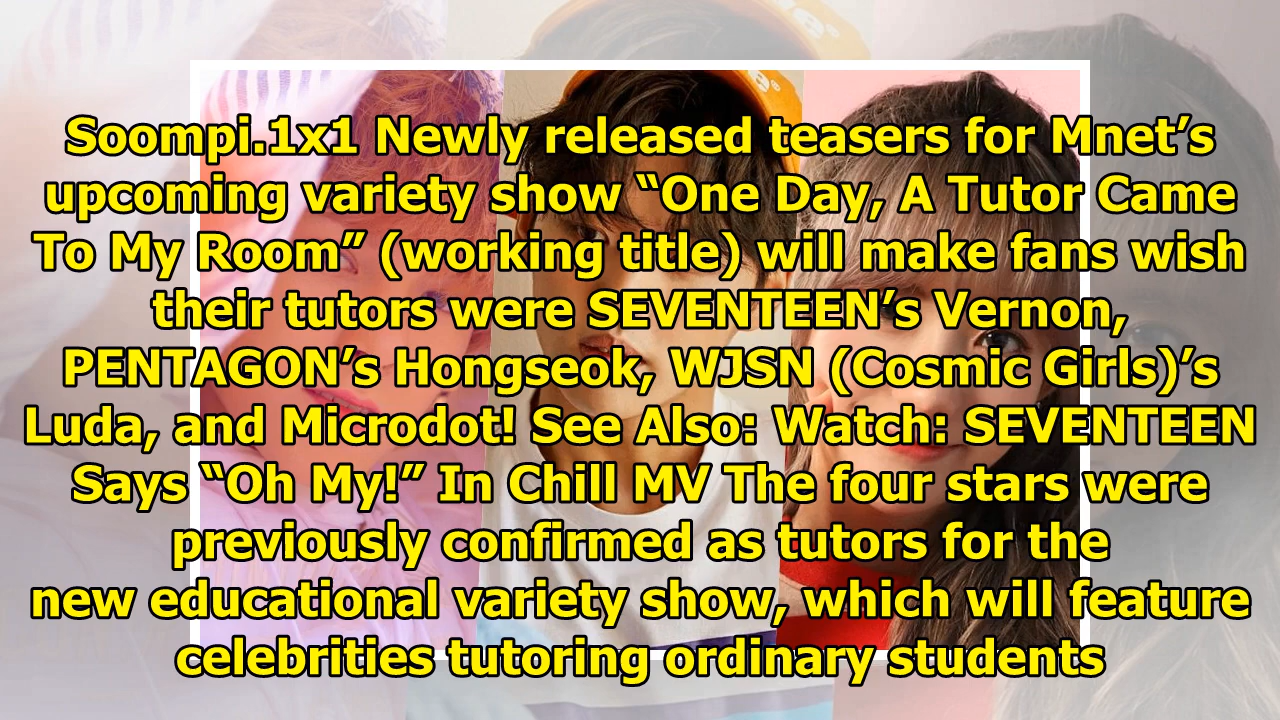 Soompi.1x1 Newly released teasers for Mnet’s
upcoming variety show “One Day, A Tutor Came
To My Room” (working title) will make fans wish
their tutors were SEVENTEEN’s Vernon,
PENTAGON’s Hongseok, WJSN (Cosmic Girls)’s
Luda, and Microdot! See Also: Watch: SEVENTEEN
Says “Oh My!” In Chill MV The four stars were
previously confirmed as tutors for the
new educational variety show, which will feature
celebrities tutoring ordinary students